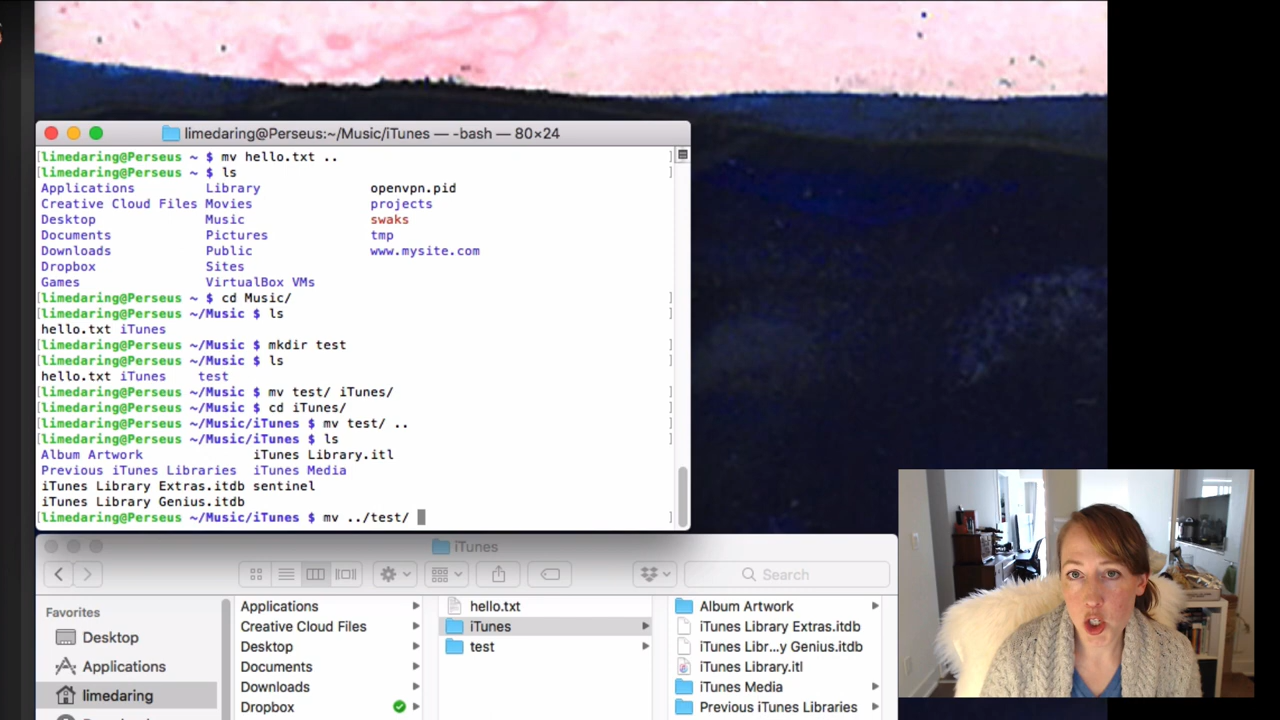 limedaring@Perseus:~/Music/iTunes — -bash — 80×24
[limedaring@Perseus ~ $ mv hello.txt .. ]
[limedaring@Perseus ~ $ ls ]
Applications Library openvpn.pid
Creative Cloud Files Movies projects
Desktop Music swaks
Documents Pictures tmp
Downloads Public www.mysite.com
Dropbox Sites
Games VirtualBox VMs
[limedaring@Perseus ~ $ cd Music/ ]
[limedaring@Perseus ~/Music $ ls ]
hello.txt iTunes
[limedaring@Perseus ~/Music $ mkdir test ]
[limedaring@Perseus ~/Music $ ls ]
hello.txt iTunes test
[limedaring@Perseus ~/Music $ mv test/ iTunes/ ]
[limedaring@Perseus ~/Music $ cd iTunes/ ]
[limedaring@Perseus ~/Music/iTunes $ mv test/ .. ]
[limedaring@Perseus ~/Music/iTunes $ ls ]
Album Artwork iTunes Library.itl
Previous iTunes Libraries iTunes Media
iTunes Library Extras.itdb sentinel
iTunes Library Genius.itdb
[limedaring@Perseus ~/Music/iTunes $ mv ../test/ ]
iTunes
Search
Favorites
Desktop
Applications
limedaring
Applications
Creative Cloud Files
Desktop
Documents
Downloads
Dropbox
hello.txt
iTunes
test
Album Artwork
iTunes Library Extras.itdb
iTunes Libr...y Genius.itdb
iTunes Library.itl
iTunes Media
Previous iTunes Libraries